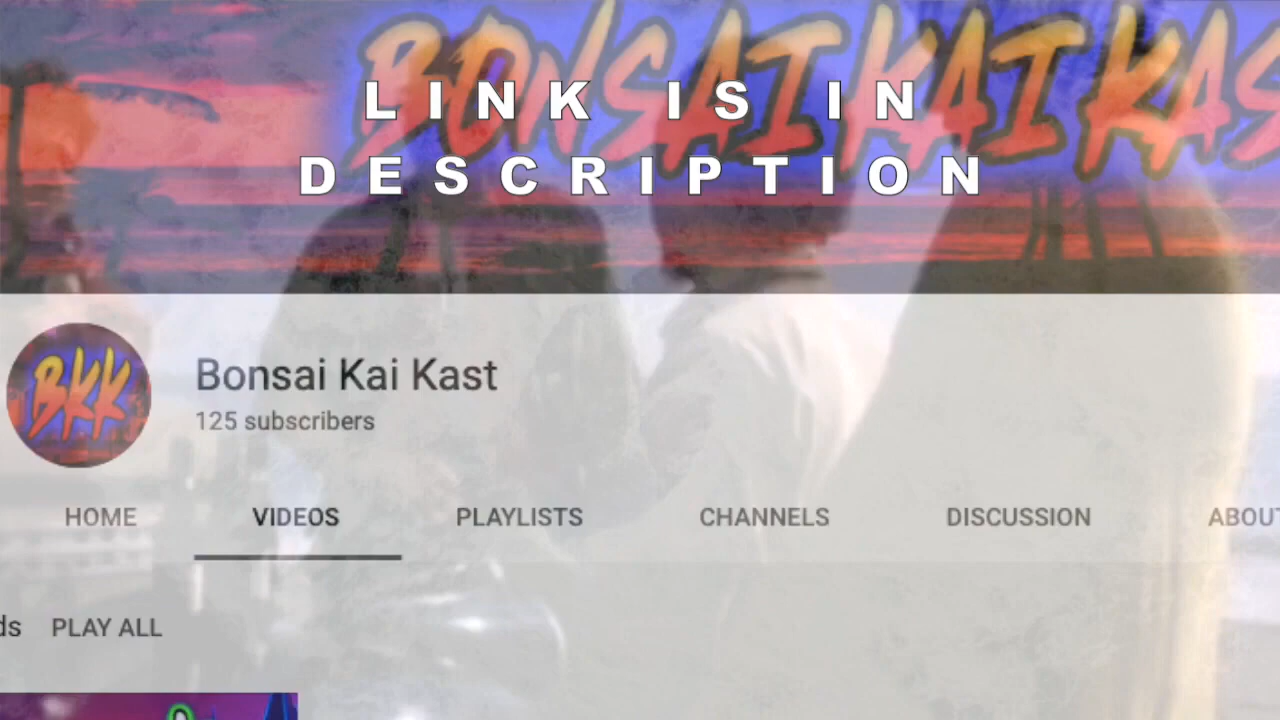 BONSAI KAI KAS
LINK IS IN
DESCRIPTION
BKK
Bonsai Kai Kast
125 subscribers
HOME VIDEOS PLAYLISTS CHANNELS DISCUSSION ABOUT
ds PLAY ALL